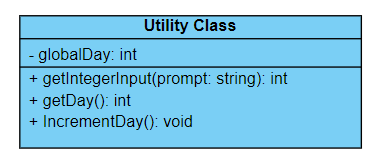 Utility Class
- globalDay: int
+ getIntegerInput(prompt: string): int
+ getDay(): int
+ IncrementDay(): void